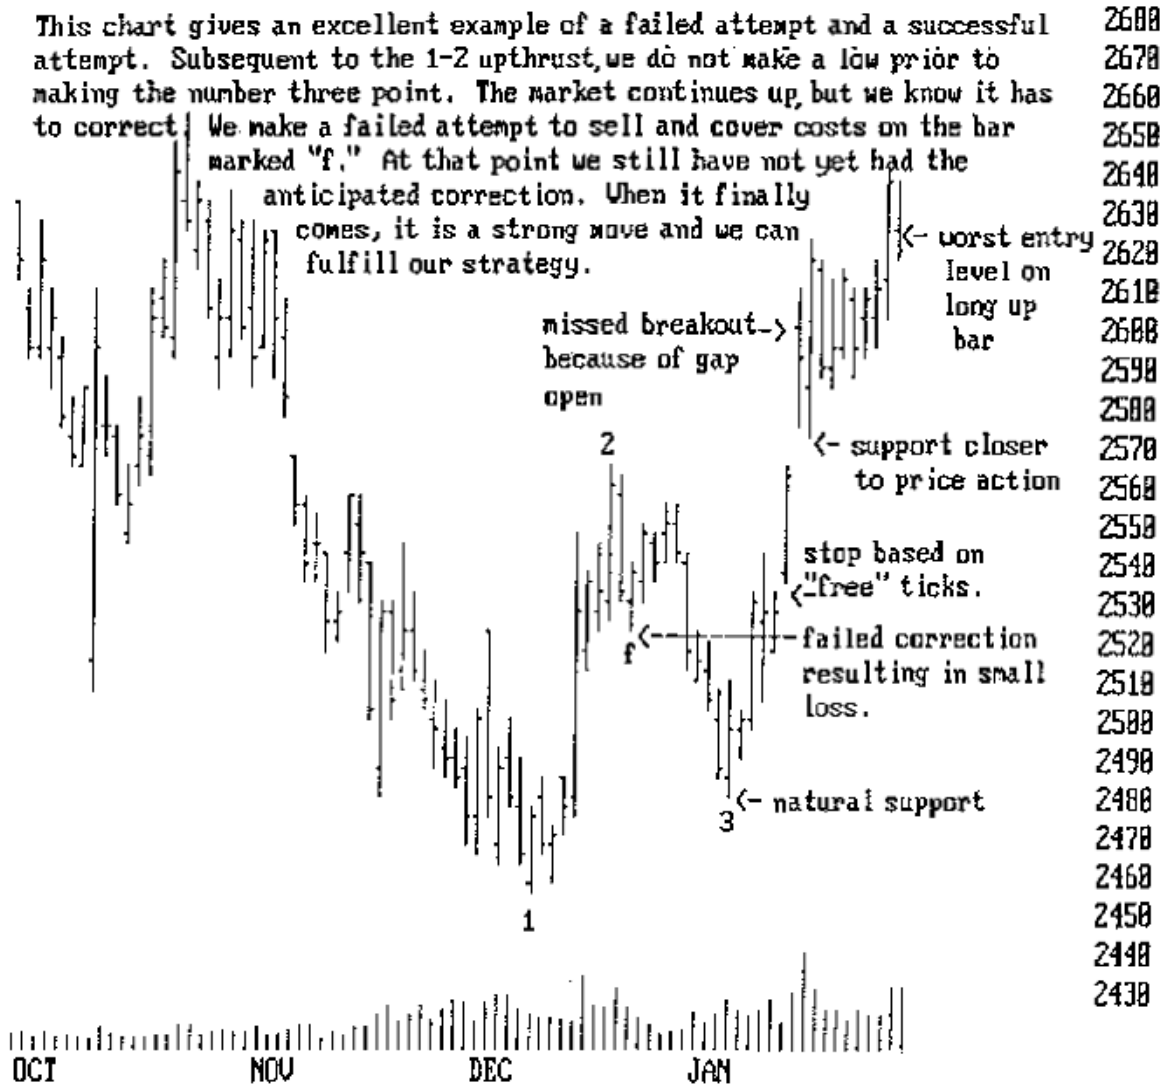 This chart gives an excellent example of a failed attempt and a successful
attempt. Subsequent to the 1-2 upthrust, we do not make a low prior to
making the number three point. The market continues up, but we know it has
to correct. We make a failed attempt to sell and cover costs on the bar
marked "f." At that point we still have not yet had the
anticipated correction. When it finally
comes, it is a strong move and we can
fulfill our strategy.
<- worst entry
level on
long up
bar
missed breakout->
because of gap
open
2
<- support closer
to price action
stop based on
<"free" ticks.
<- failed correction
resulting in small
loss.
f
<- natural support
3
1
2680
2670
2660
2650
2640
2630
2620
2610
2600
2590
2580
2570
2560
2550
2540
2530
2520
2510
2500
2490
2480
2470
2460
2450
2440
2430
OCT NOV DEC JAN